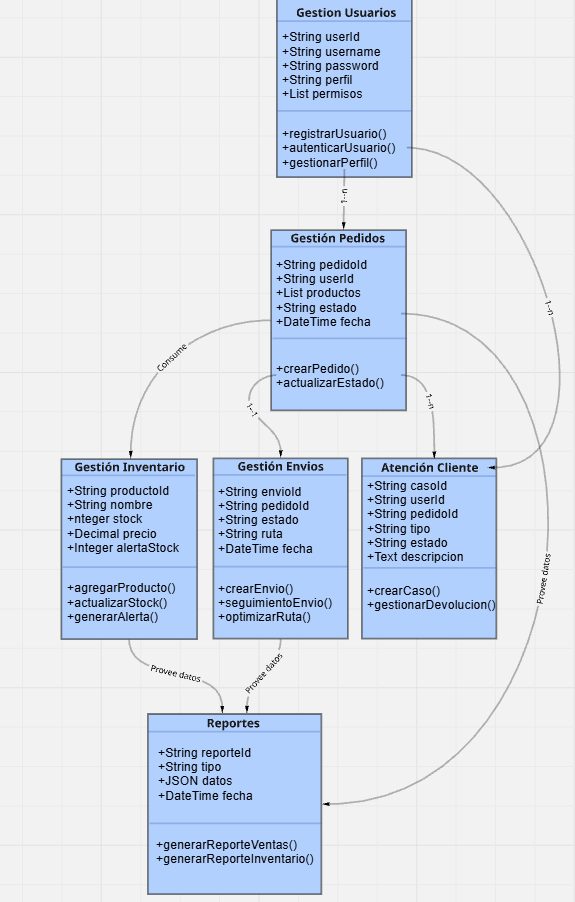 Gestion Usuarios
+String userId
+String username
+String password
+String perfil
+List permisos
+registrarUsuario()
+autenticarUsuario()
+gestionarPerfil()
1--n
1--n
Gestión Pedidos
+String pedidoId
+String userId
+List productos
+String estado
+DateTime fecha
+crearPedido()
+actualizarEstado()
Consume
1--1
1--n
Gestión Inventario
+String productoId
+String nombre
+nteger stock
+Decimal precio
+Integer alertaStock
+agregarProducto()
+actualizarStock()
+generarAlerta()
Gestión Envios
+String envioId
+String pedidoId
+String estado
+String ruta
+DateTime fecha
+crearEnvio()
+seguimientoEnvio()
+optimizarRuta()
Atención Cliente
+String casoId
+String userId
+String pedidoId
+String tipo
+String estado
+Text descripcion
+crearCaso()
+gestionarDevolucion()
Provee datos
Provee datos
Provee datos
Reportes
+String reporteId
+String tipo
+JSON datos
+DateTime fecha
+generarReporteVentas()
+generarReporteInventario()